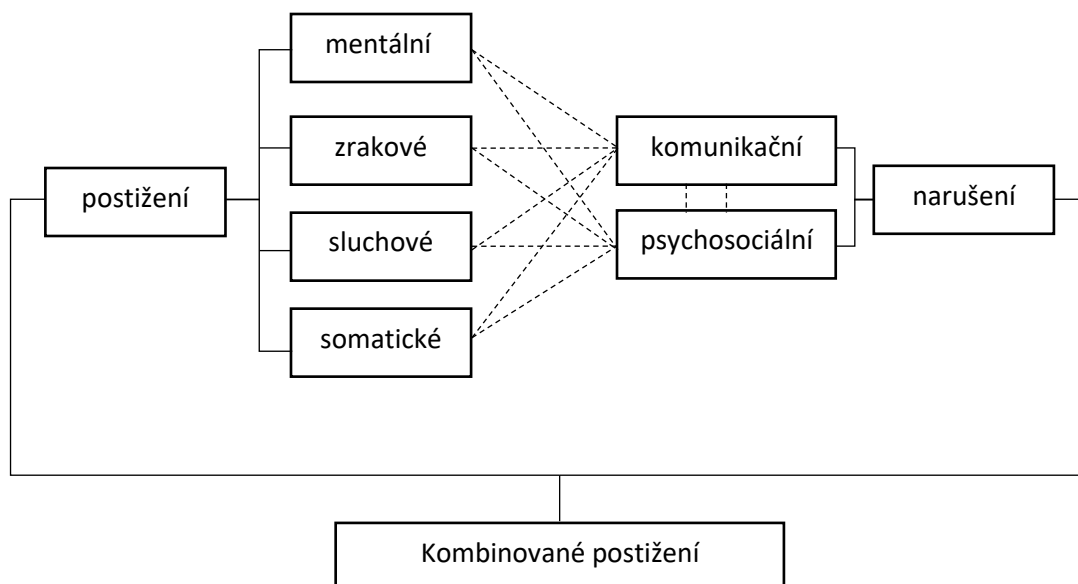 mentální
zrakové
komunikační
postižení
narušení
sluchové
psychosociální
somatické
Kombinované postižení